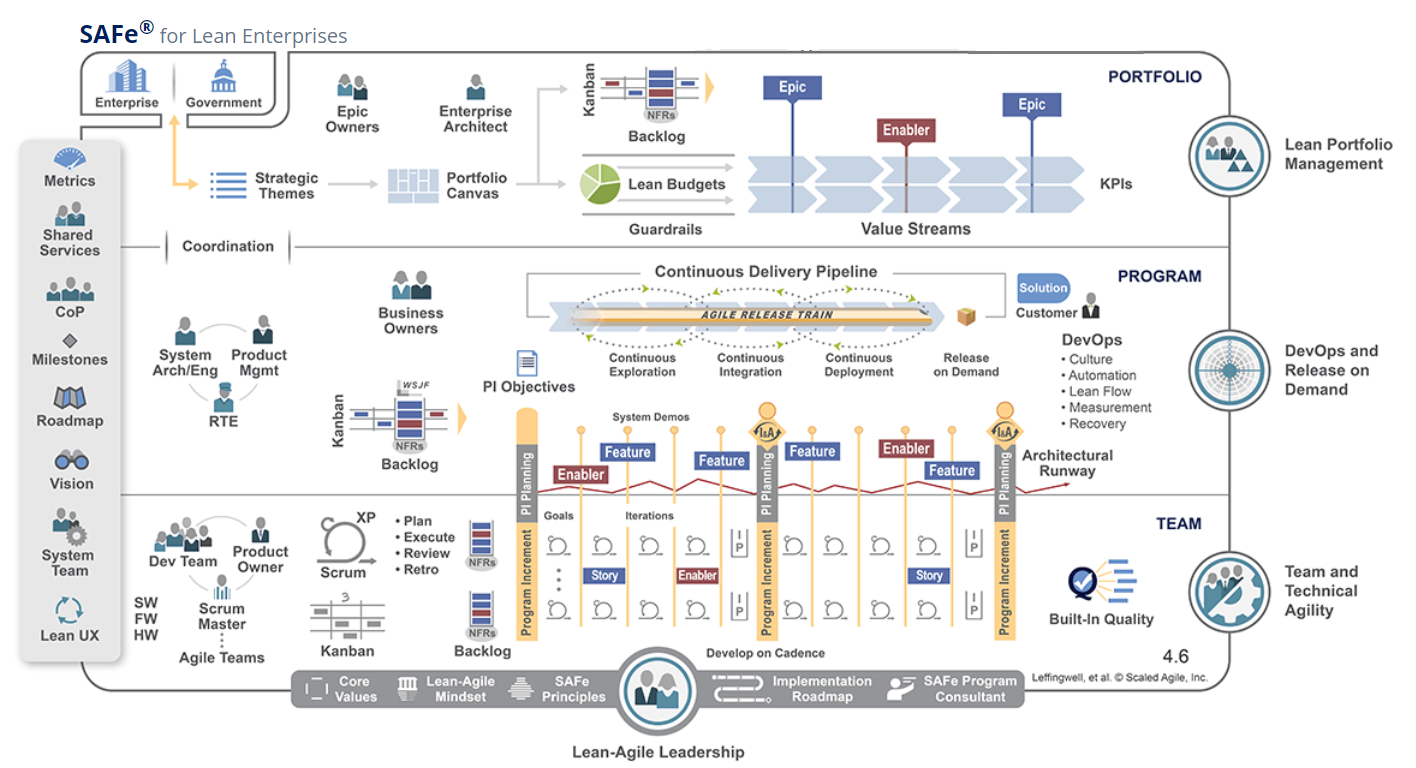 SAFe® for Lean Enterprises
Enterprise
Government
Epic
Owners
Enterprise
Architect
Kanban
NFRs
Backlog
Epic
Enabler
Epic
PORTFOLIO
Lean Portfolio
Management
Strategic
Themes
Portfolio
Canvas
Lean Budgets
Guardrails
Value Streams
KPIs
Metrics
Shared
Services
CoP
Milestones
Roadmap
Vision
System
Team
Lean UX
Coordination
Business
Owners
Continuous Delivery Pipeline
AGILE RELEASE TRAIN
Continuous
Exploration
Continuous
Integration
Continuous
Deployment
Release
on Demand
Solution
Customer
PROGRAM
DevOps
• Culture
• Automation
• Lean Flow
• Measurement
• Recovery
DevOps and
Release on
Demand
System
Arch/Eng
Product
Mgmt
RTE
Kanban
WSJF
NFRs
Backlog
PI Objectives
System Demos
I&A
I&A
Enabler
Feature
Feature
Feature
Enabler
Feature
Architectural
Runway
PI Planning
PI Planning
PI Planning
TEAM
Dev Team
Product
Owner
Scrum
Master
Agile Teams
SW
FW
HW
XP
Scrum
• Plan
• Execute
• Review
• Retro
3
Kanban
NFRs
NFRs
Backlog
Goals
Iterations
Program Increment
Program Increment
Program Increment
I P
I P
I P
I P
I P
I P
Story
Enabler
Story
Develop on Cadence
Built-In Quality
Team and
Technical
Agility
4.6
Leffingwell, et al. © Scaled Agile, Inc.
Core
Values
Lean-Agile
Mindset
SAFe
Principles
Implementation
Roadmap
SAFe Program
Consultant
Lean-Agile Leadership